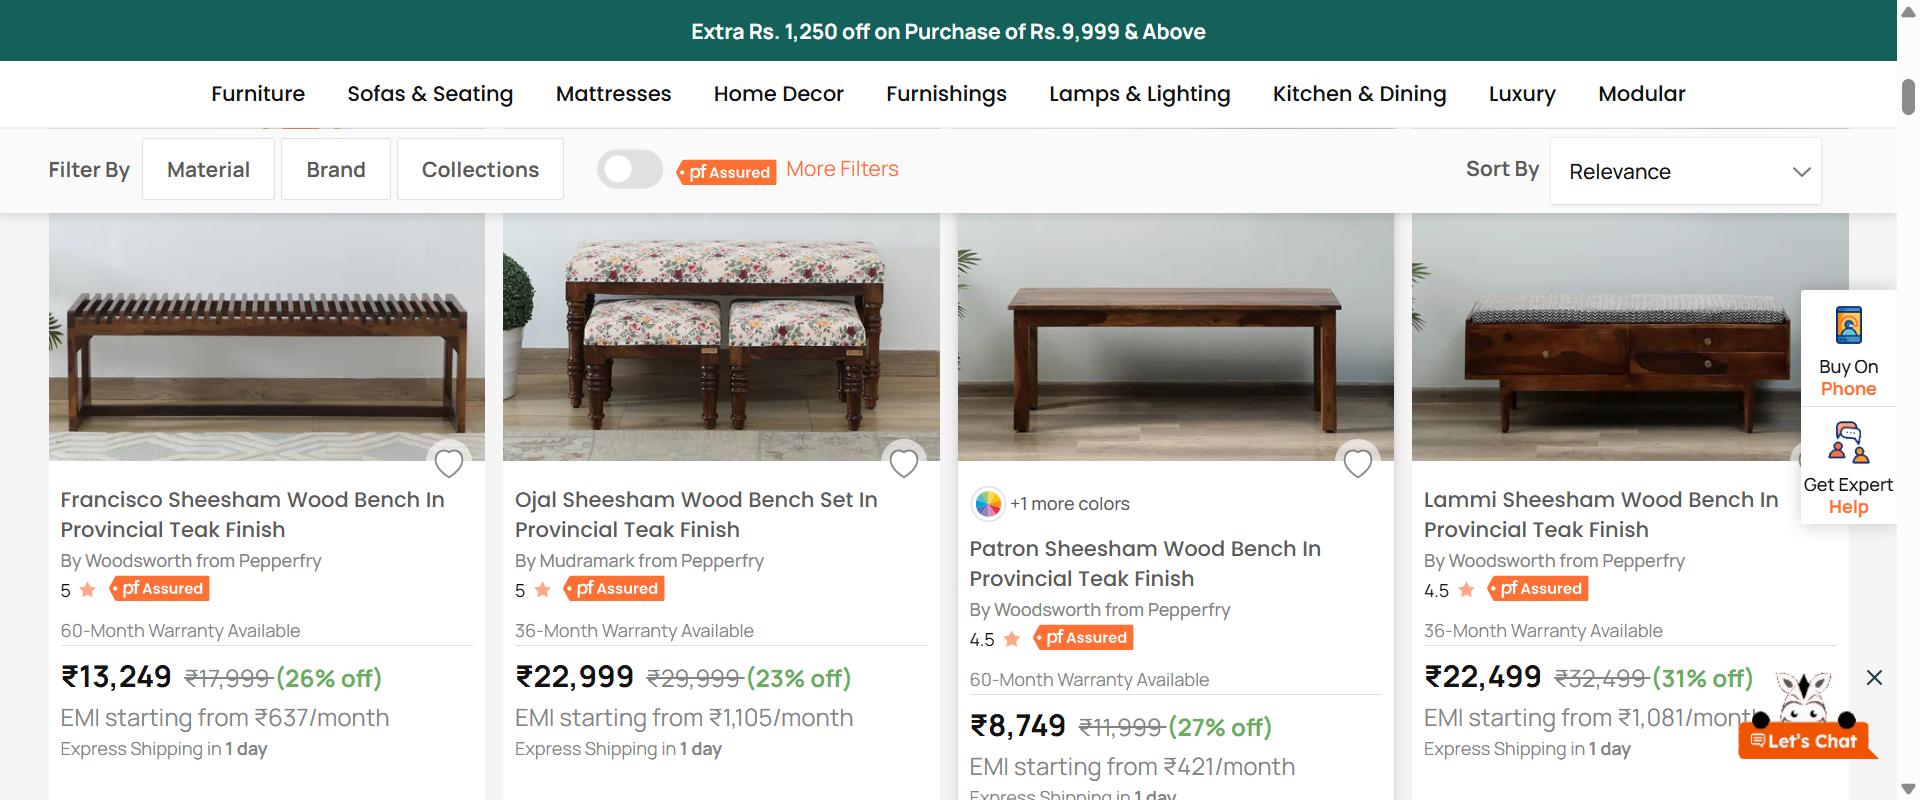 Extra Rs. 1,250 off on Purchase of Rs.9,999 & Above
Furniture Sofas & Seating Mattresses Home Decor Furnishings Lamps & Lighting Kitchen & Dining Luxury Modular
Filter By Material Brand Collections pf Assured More Filters Sort By Relevance
Francisco Sheesham Wood Bench In
Provincial Teak Finish
By Woodsworth from Pepperfry
5 pf Assured
60-Month Warranty Available
₹13,249 ₹17,999 (26% off)
EMI starting from ₹637/month
Express Shipping in 1 day
Ojal Sheesham Wood Bench Set In
Provincial Teak Finish
By Mudramark from Pepperfry
5 pf Assured
36-Month Warranty Available
₹22,999 ₹29,999 (23% off)
EMI starting from ₹1,105/month
Express Shipping in 1 day
+1 more colors
Patron Sheesham Wood Bench In
Provincial Teak Finish
By Woodsworth from Pepperfry
4.5 pf Assured
60-Month Warranty Available
₹8,749 ₹11,999 (27% off)
EMI starting from ₹421/month
Express Shipping in 1 day
Lammi Sheesham Wood Bench In
Provincial Teak Finish
By Woodsworth from Pepperfry
4.5 pf Assured
36-Month Warranty Available
₹22,499 ₹32,499 (31% off)
EMI starting from ₹1,081/month
Express Shipping in 1 day
Buy On
Phone
Get Expert
Help
Let's Chat